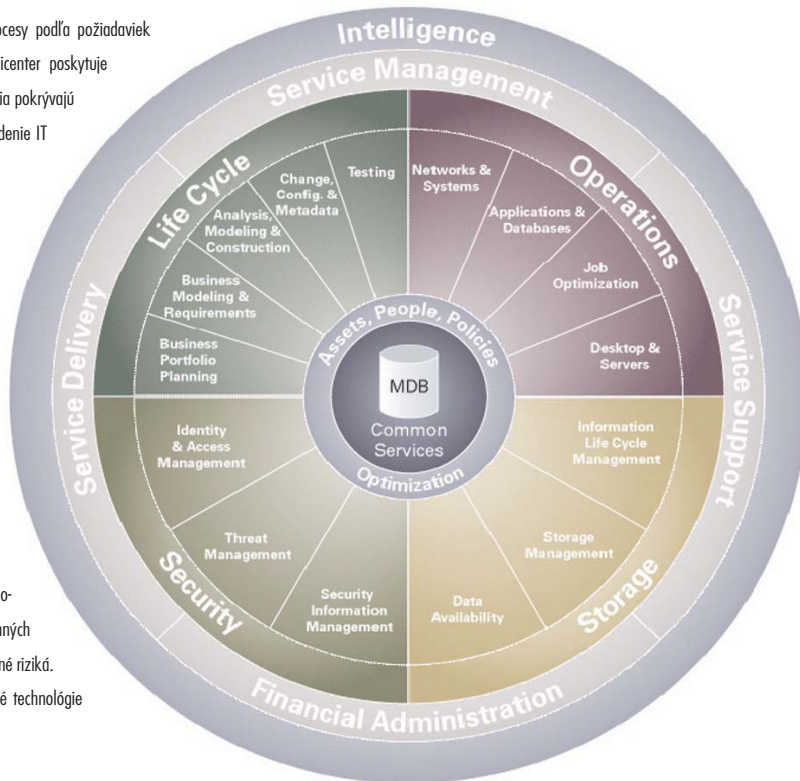 ocesy podľa požiadaviek
icenter poskytuje
ia pokrývajú
denie IT
Intelligence
Service Management
Life Cycle
Operations
Service Delivery
Service Support
Testing
Change,
Config. &
Metadata
Analysis,
Modeling &
Construction
Business
Modeling &
Requirements
Business
Portfolio
Planning
Networks &
Systems
Applications &
Databases
Job
Optimization
Desktop &
Servers
Assets, People, Policies
MDB
Common
Services
Optimization
Identity
& Access
Management
Threat
Management
Security
Information
Management
Information
Life Cycle
Management
Storage
Management
Data
Availability
Security
Storage
Financial Administration
o-
nných
né riziká.
é technológie